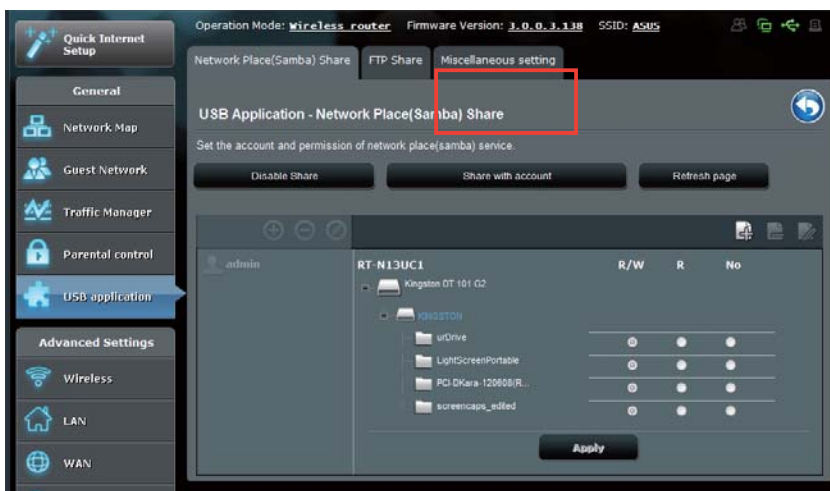 Quick Internet
Setup
Operation Mode: Wireless router Firmware Version: 3.0.0.3.138 SSID: ASUS
Network Place(Samba) Share FTP Share Miscellaneous setting
General
Network Map
Guest Network
Traffic Manager
Parental control
USB application
Advanced Settings
Wireless
LAN
WAN
USB Application - Network Place(Samba) Share
Set the account and permission of network place(samba) service.
Disable Share Share with account Refresh page
admin
RT-N13UC1 R/W R No
Kingston DT 101 G2
KINGSTON
urDrive
LightScreenPortable
PCI-DKara-120608(R...
screencaps_edited
Apply